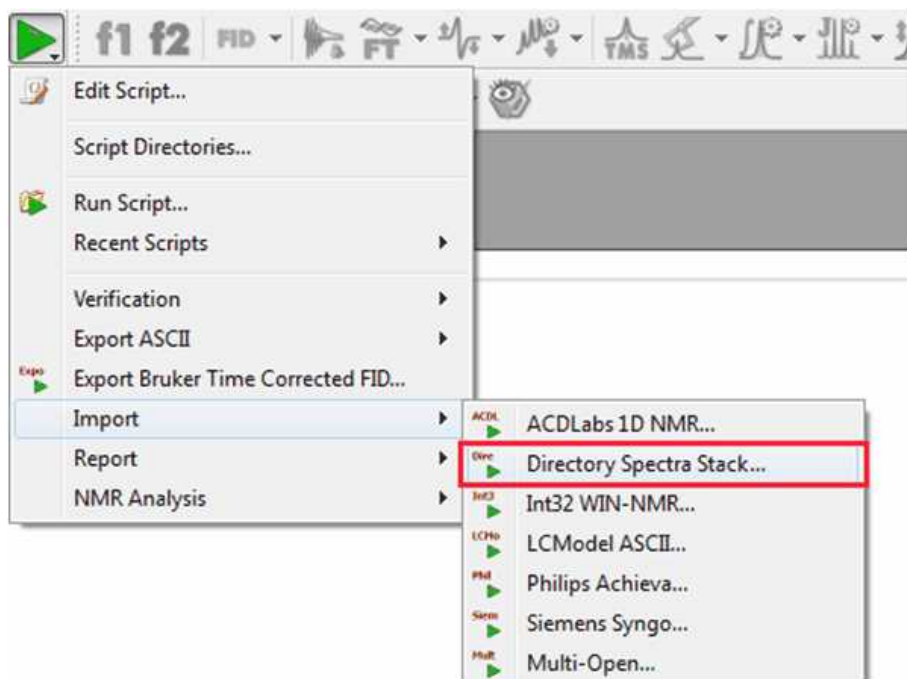 f1 f2 FID FT TMS
Edit Script...
Script Directories...
Run Script...
Recent Scripts
Verification
Export ASCII
Expo
Export Bruker Time Corrected FID...
Import
Report
NMR Analysis
ACDL
ACDLabs 1D NMR...
Dire
Directory Spectra Stack...
Int3
Int32 WIN-NMR...
LCMo
LCModel ASCII...
Phil
Philips Achieva...
Siem
Siemens Syngo...
Mult
Multi-Open...